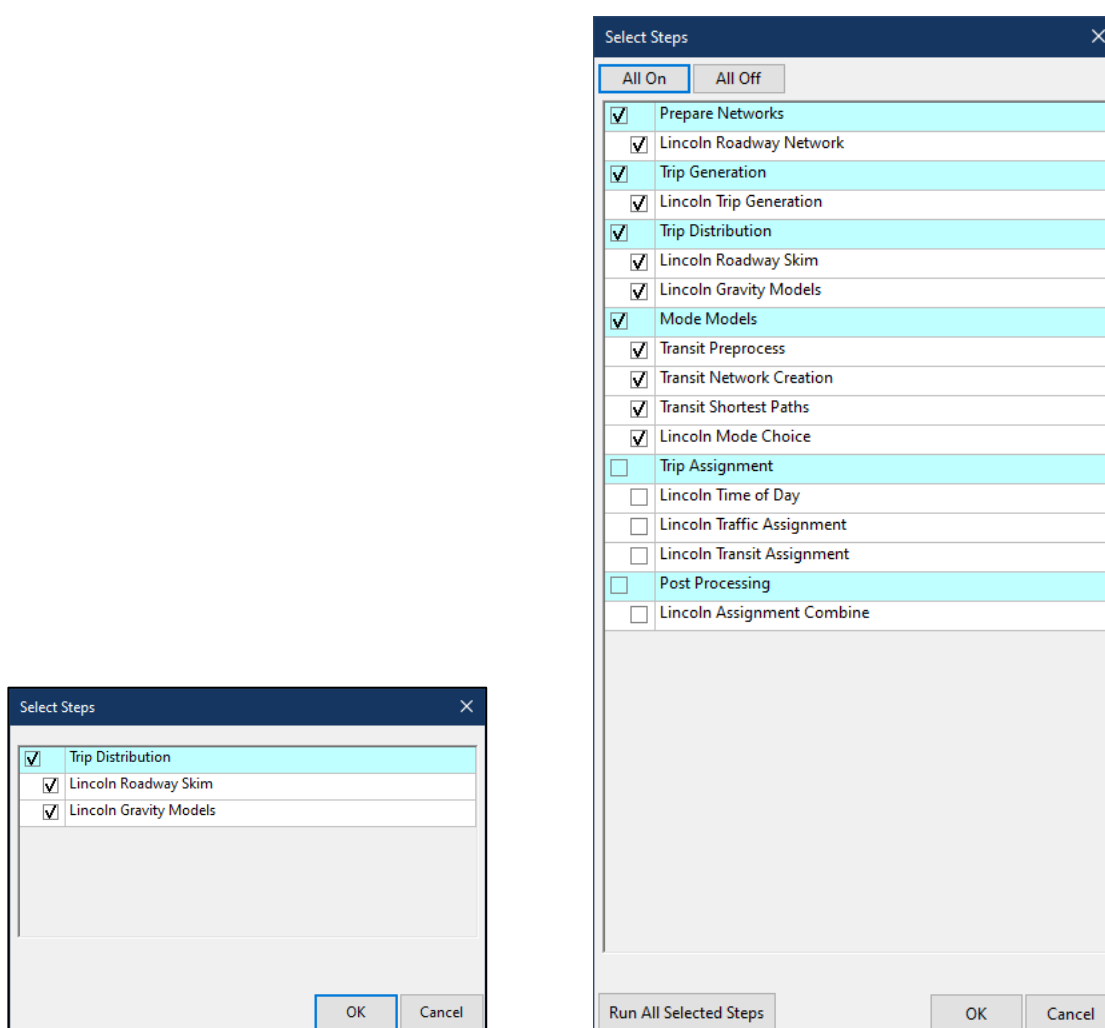 Select Steps
Trip Distribution
Lincoln Roadway Skim
Lincoln Gravity Models
OK Cancel
Select Steps
All On All Off
Prepare Networks
Lincoln Roadway Network
Trip Generation
Lincoln Trip Generation
Trip Distribution
Lincoln Roadway Skim
Lincoln Gravity Models
Mode Models
Transit Preprocess
Transit Network Creation
Transit Shortest Paths
Lincoln Mode Choice
Trip Assignment
Lincoln Time of Day
Lincoln Traffic Assignment
Lincoln Transit Assignment
Post Processing
Lincoln Assignment Combine
Run All Selected Steps OK Cancel